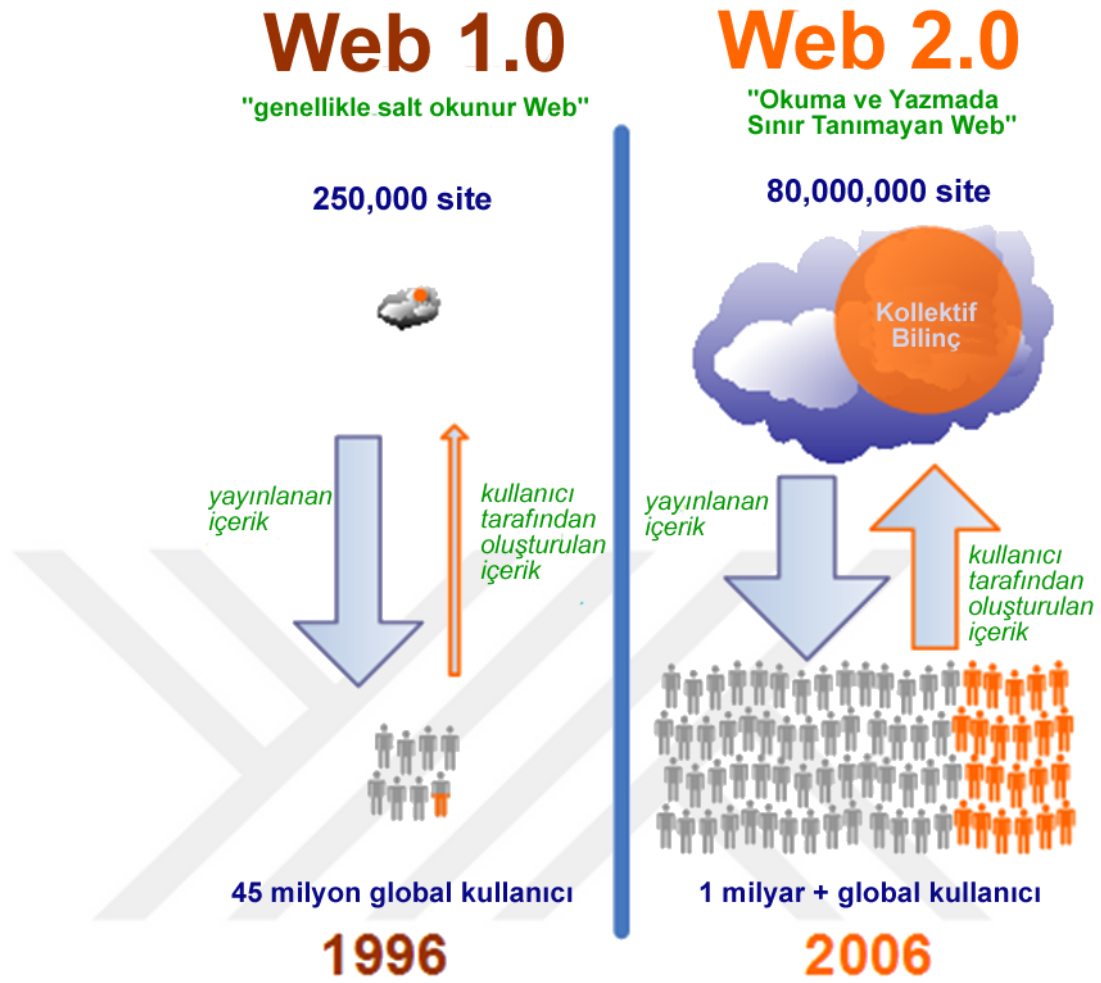 Web 1.0
"genellikle salt okunur Web"
250,000 site
yayınlanan
içerik
kullanıcı
tarafından
oluşturulan
içerik
45 milyon global kullanıcı
1996
Web 2.0
"Okuma ve Yazmada
Sınır Tanımayan Web"
80,000,000 site
Kollektif
Bilinç
yayınlanan
içerik
kullanıcı
tarafından
oluşturulan
içerik
1 milyar + global kullanıcı
2006